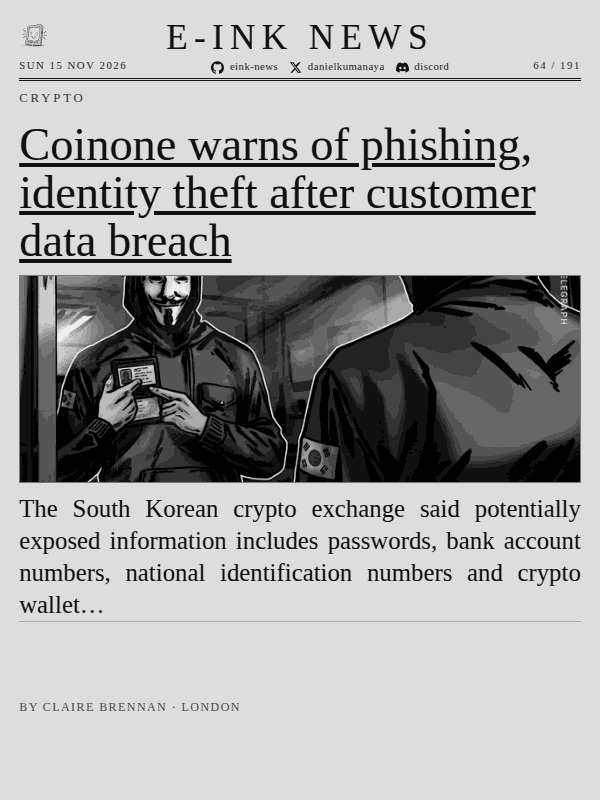 E-INK NEWS
SUN 15 NOV 2026
eink-news danielkumanaya discord
64 / 191
CRYPTO
Coinone warns of phishing,
identity theft after customer
data breach
ELEGRAPH
The South Korean crypto exchange said potentially
exposed information includes passwords, bank account
numbers, national identification numbers and crypto
wallet…
BY CLAIRE BRENNAN · LONDON